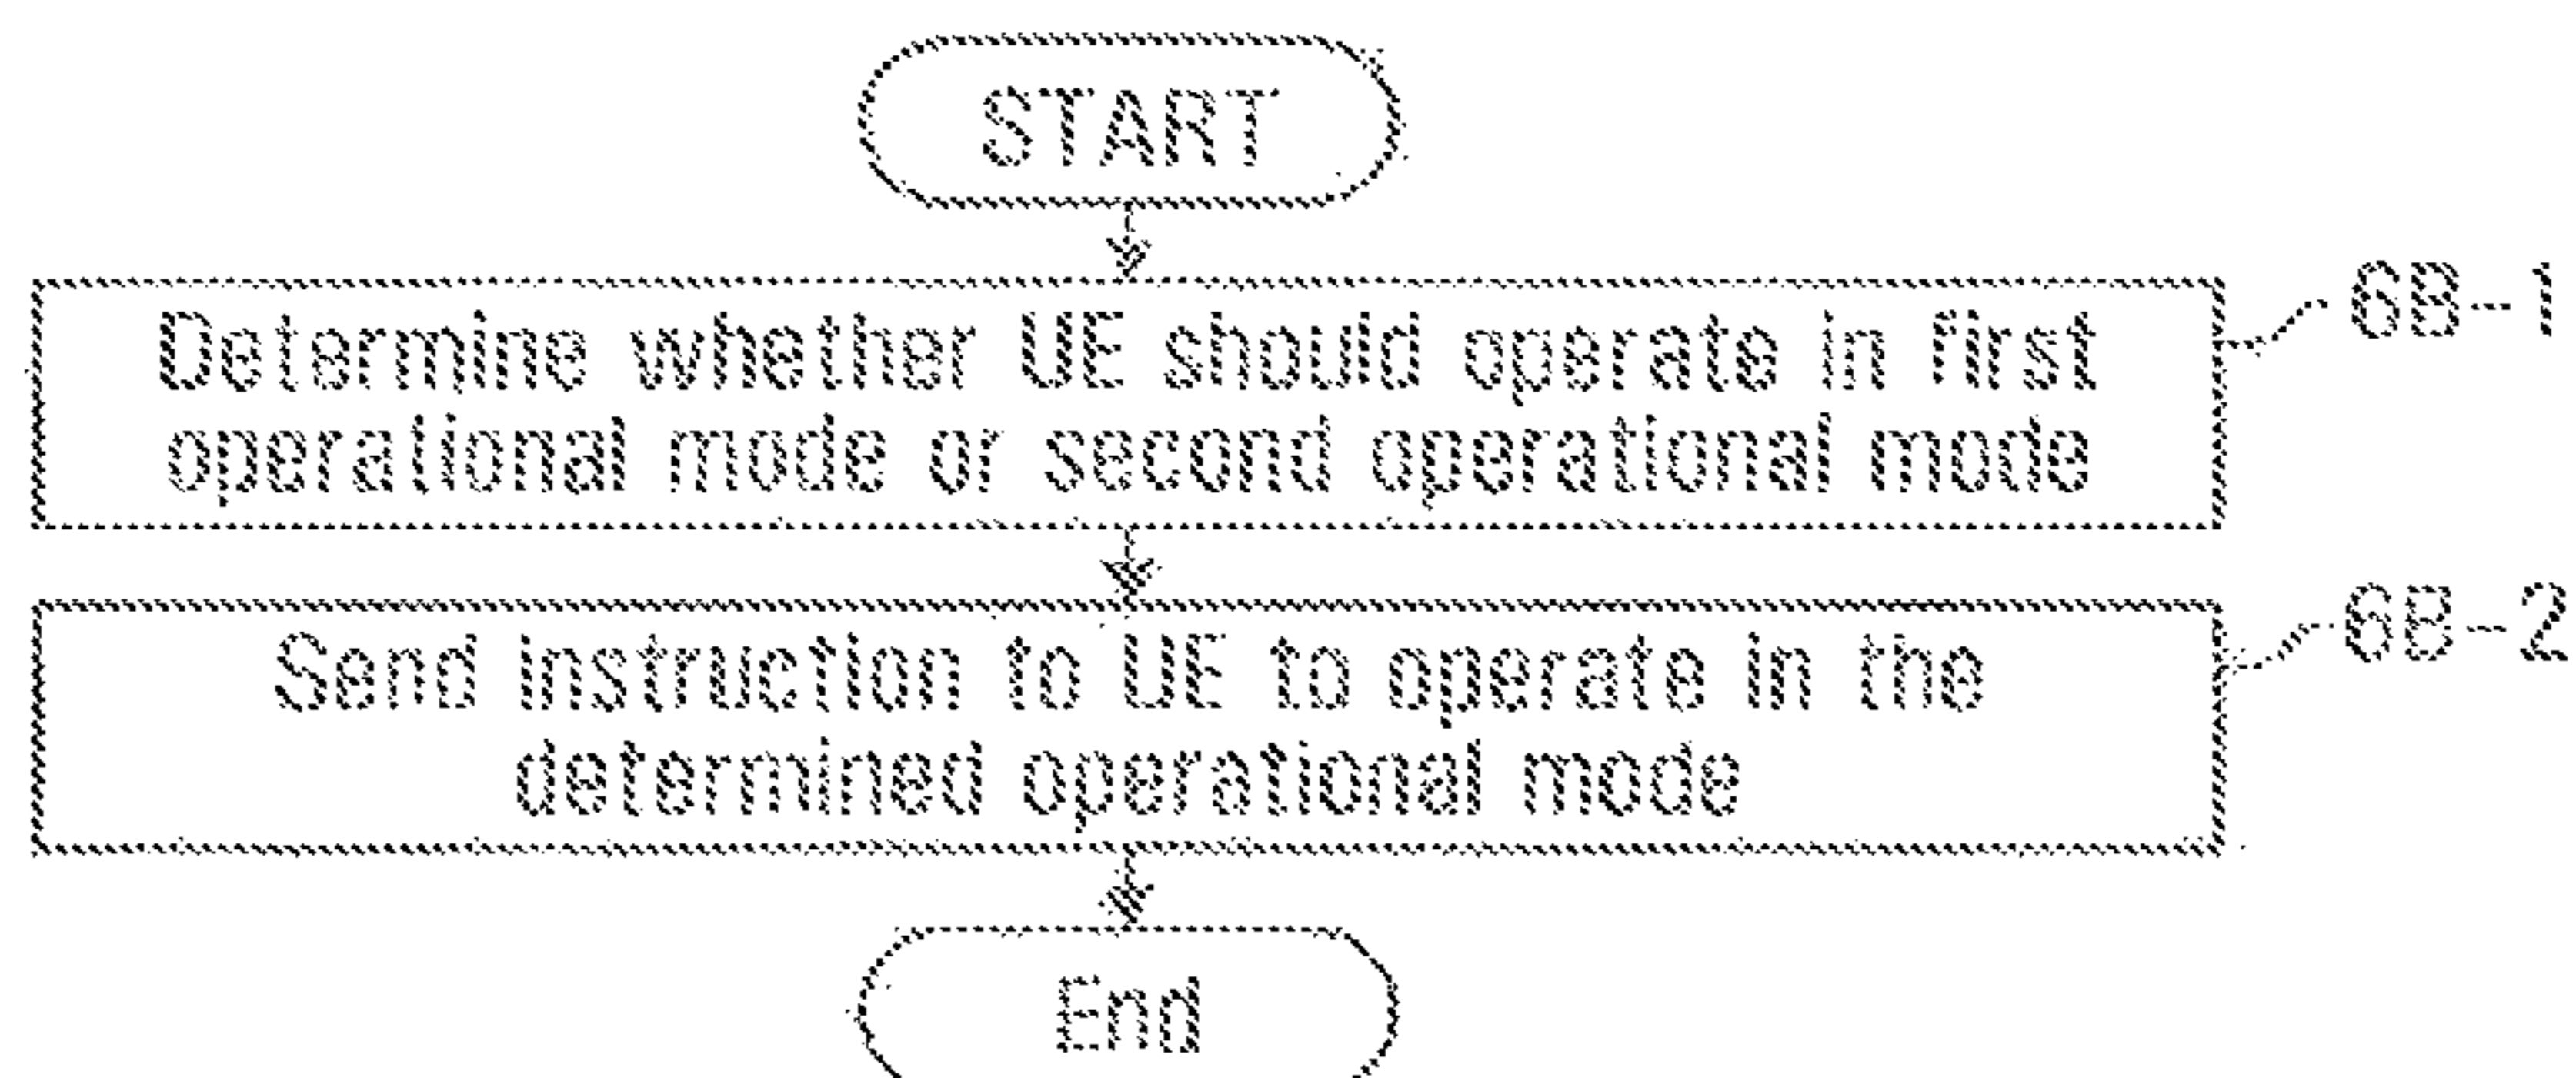 START
Determine whether UE should operate in first
6B-1
operational mode or second operational mode
Send instruction to UE to operate in the
6B-2
determined operational mode
End